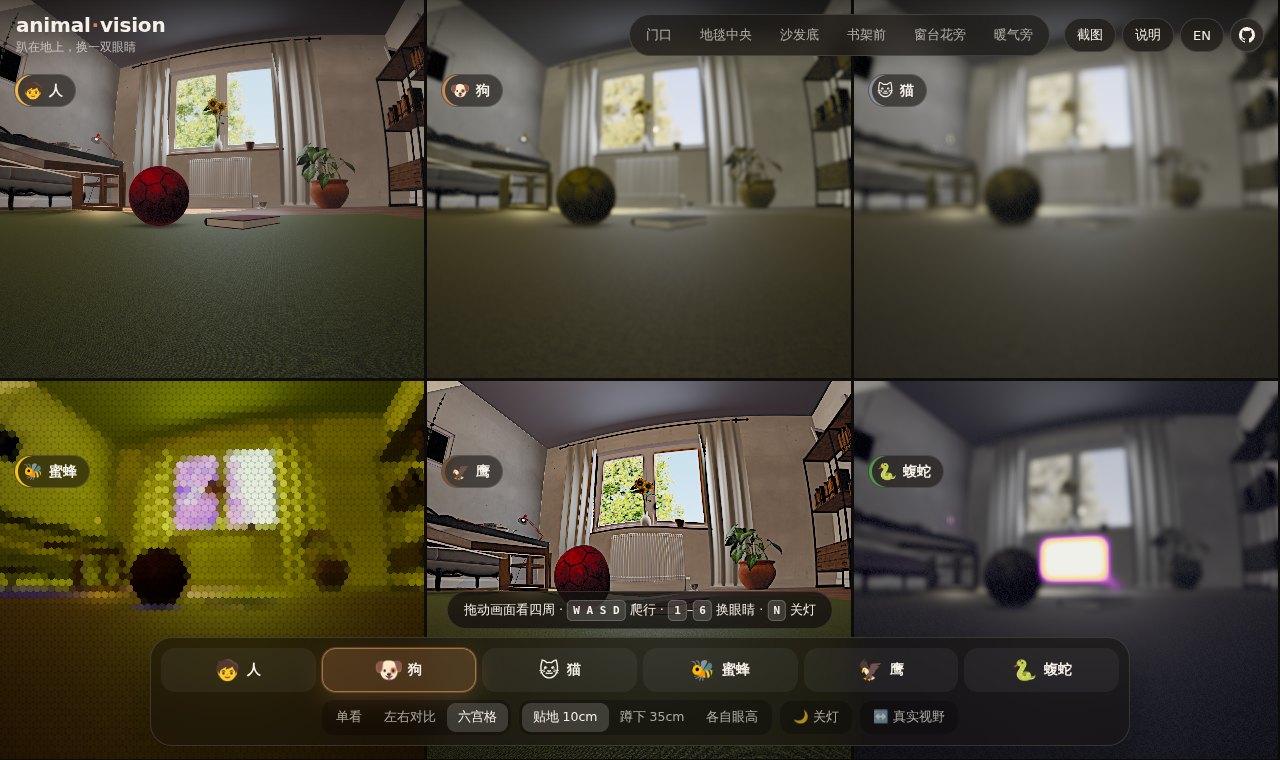 animal·vision
趴在地上，换一双眼睛
门口 地毯中央 沙发底 书架前 窗台花旁 暖气旁
截图 说明 EN
人
狗
猫
蜜蜂
鹰
蝮蛇
拖动画面看四周 · W A S D 爬行 · 1 – 6 换眼睛 · N 关灯
人 狗 猫 蜜蜂 鹰 蝮蛇
单看 左右对比 六宫格 贴地 10cm 蹲下 35cm 各自眼高 关灯 真实视野